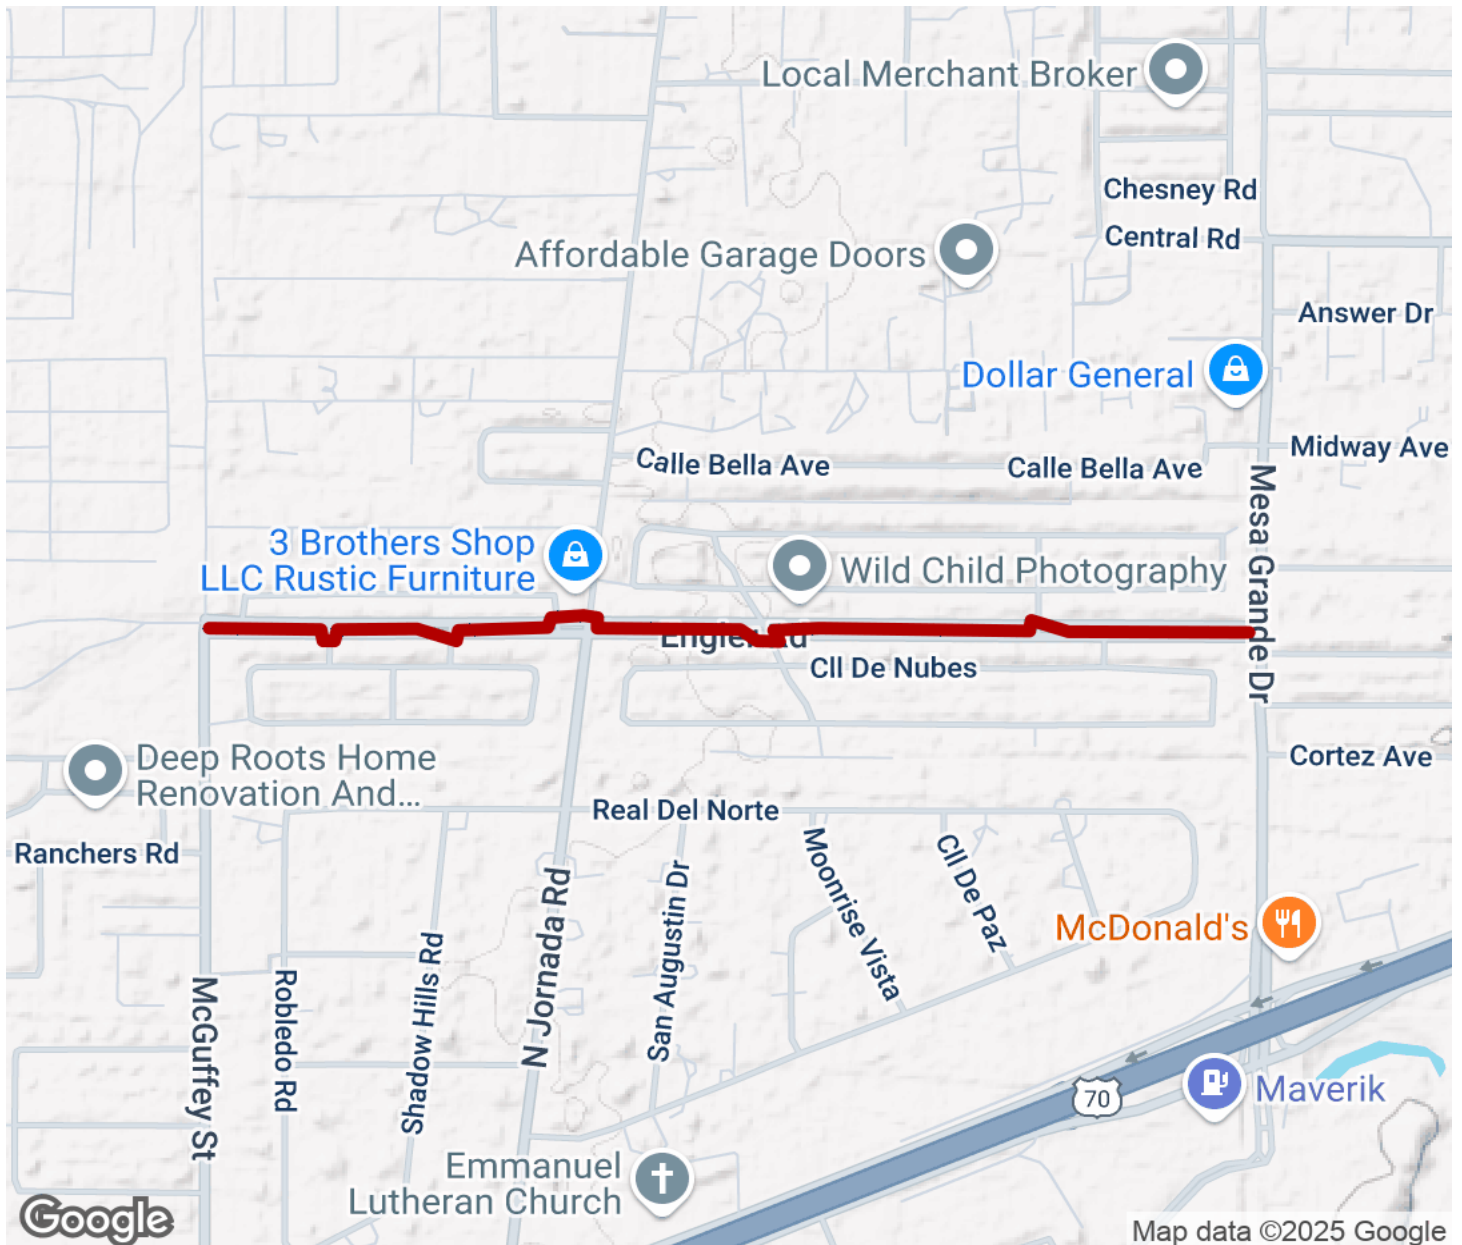 Local Merchant Broker
Chesney Rd
Central Rd
Affordable Garage Doors
Answer Dr
Dollar General
Midway Ave
Calle Bella Ave
Calle Bella Ave
Mesa Grande Dr
3 Brothers Shop
LLC Rustic Furniture
Wild Child Photography
Engler Rd
Cll De Nubes
Deep Roots Home
Renovation And...
Cortez Ave
Real Del Norte
Ranchers Rd
Moonrise Vista
Cll De Paz
N Jornada Rd
San Augustin Dr
McDonald's
McGuffey St
Robledo Rd
Shadow Hills Rd
70
Maverik
Emmanuel
Lutheran Church
Google
Map data ©2025 Google